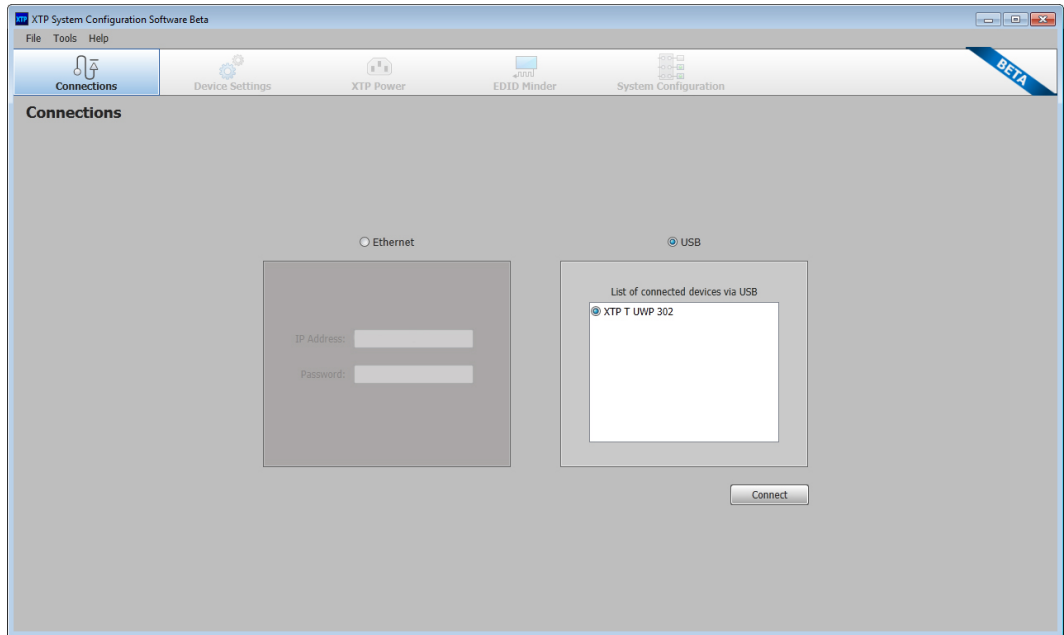 XTP XTP System Configuration Software Beta
File Tools Help
Connections Device Settings XTP Power EDID Minder System Configuration
BETA
Connections
Ethernet
USB
IP Address:
Password:
List of connected devices via USB
XTP T UWP 302
Connect